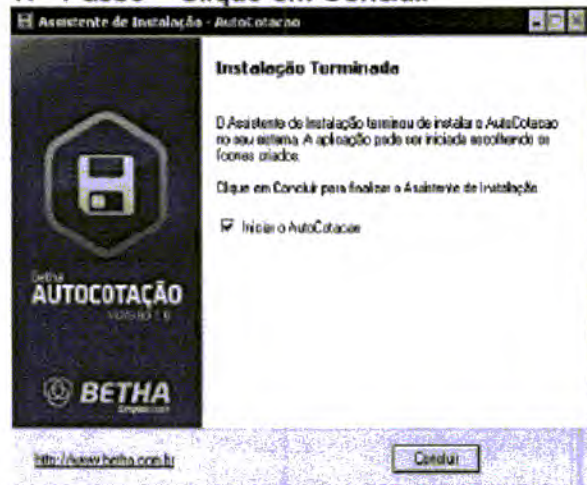 Passo - Clique em Concluir
Assistente de Instalação - AutoCotacao
Instalação Terminada
O Assistente de Instalação terminou de instalar o AutoCotacao
no seu sistema. A aplicação pode ser iniciada escolhendo os
ícones criados.
Clique em Concluir para finalizar o Assistente de Instalação.
Iniciar o AutoCotacao
betha
AUTOCOTAÇÃO
BETHA
http://www.betha.com.br
Concluir